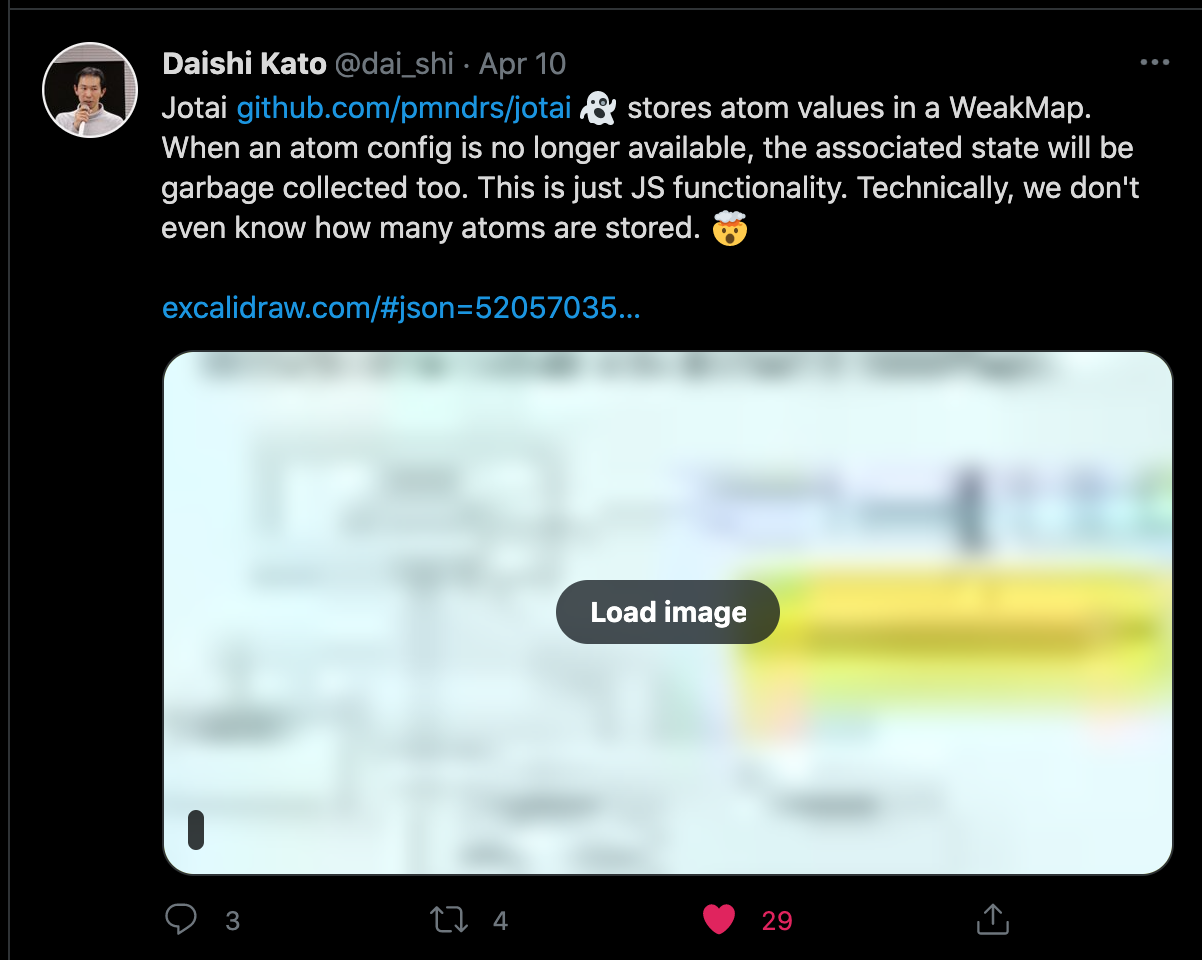 Daishi Kato @dai_shi · Apr 10
Jotai github.com/pmndrs/jotai 👻 stores atom values in a WeakMap.
When an atom config is no longer available, the associated state will be
garbage collected too. This is just JS functionality. Technically, we don't
even know how many atoms are stored. 🤯
excalidraw.com/#json=52057035...
Load image
3 4 29